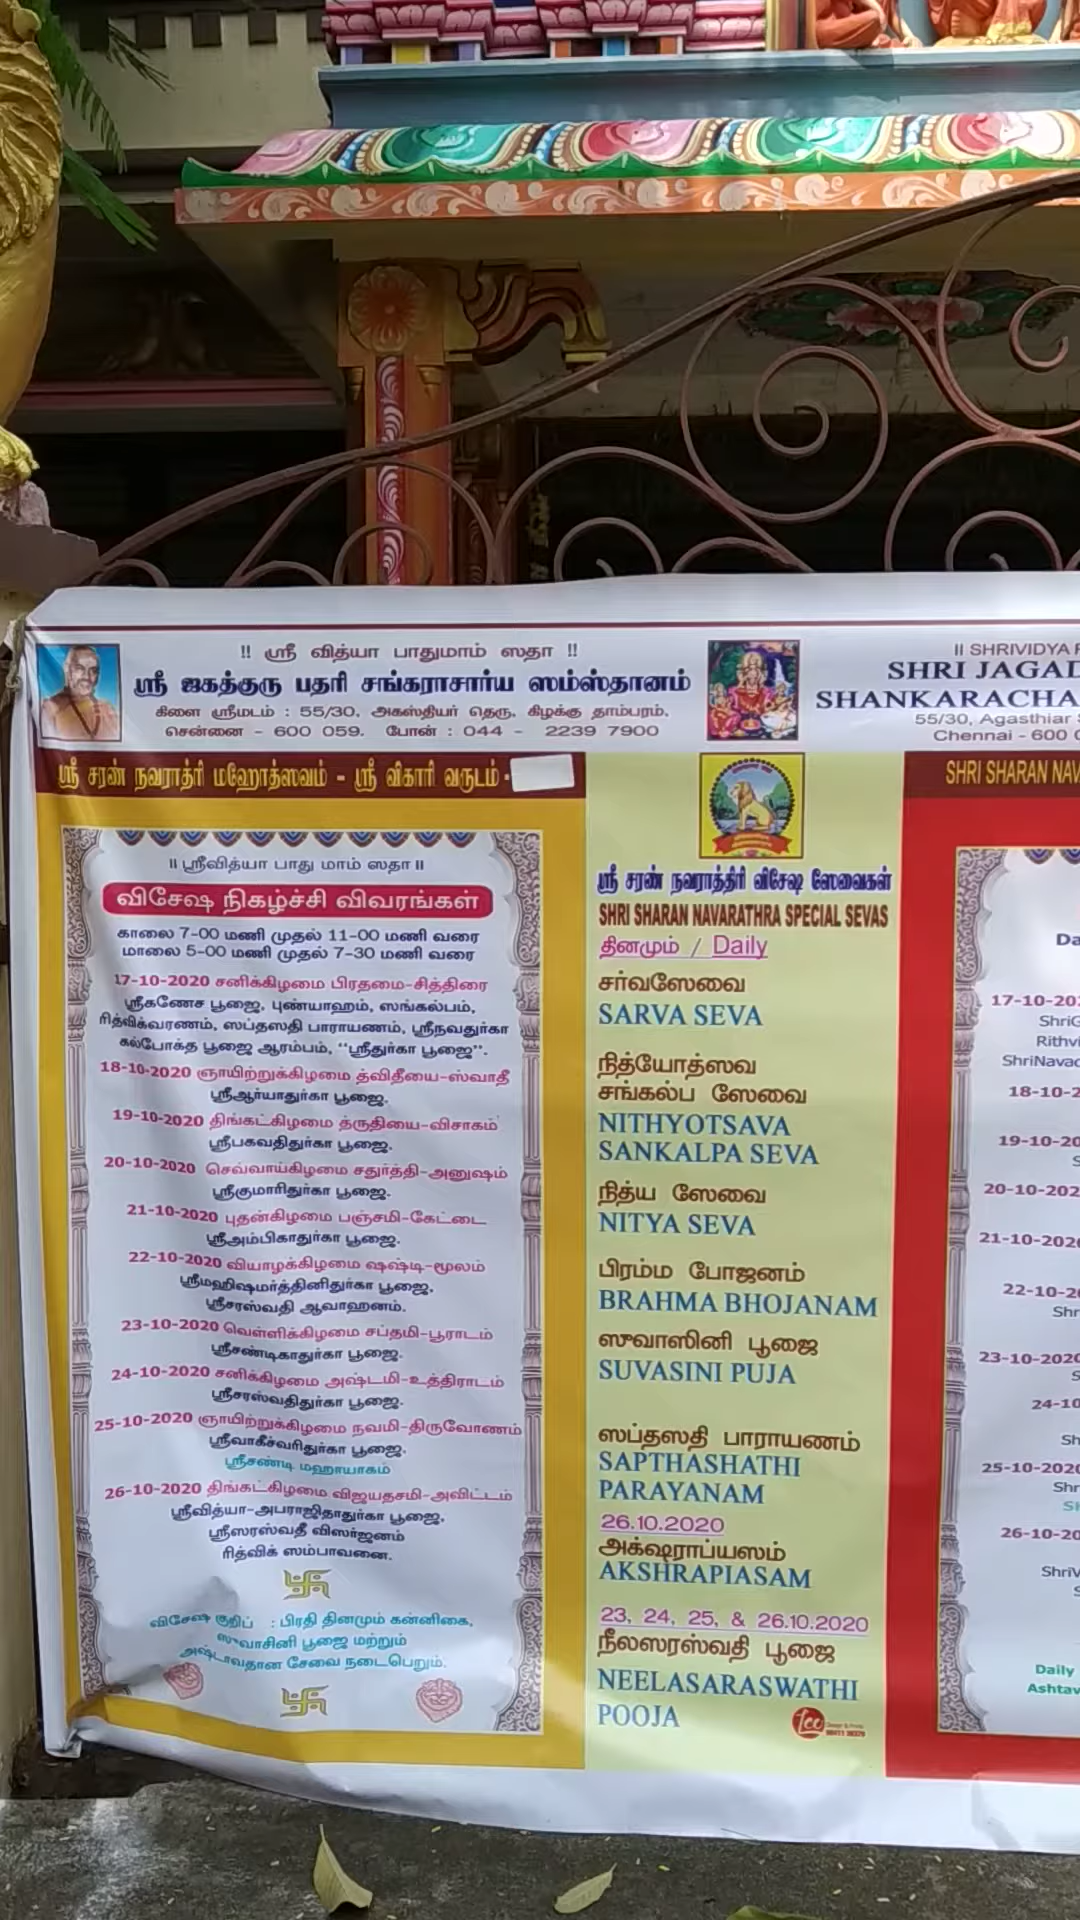 !! ஸ்ரீ வித்யா பாதுமாம் ஸதா !!
ஸ்ரீ ஜகத்குரு பதரி சங்கராசார்ய ஸம்ஸ்தானம்
கிளை ஸ்ரீமடம் : 55/30, அகஸ்தியர் தெரு, கிழக்கு தாம்பரம்,
சென்னை - 600 059. போன் : 044 - 2239 7900
ஸ்ரீ சரண் நவராத்ரி மஹோத்ஸவம் - ஸ்ரீ விகாரி வருடம் -
॥ ஸ்ரீவித்யா பாது மாம் ஸதா ॥
விசேஷ நிகழ்ச்சி விவரங்கள்
காலை 7-00 மணி முதல் 11-00 மணி வரை
மாலை 5-00 மணி முதல் 7-30 மணி வரை
17-10-2020 சனிக்கிழமை பிரதமை-சித்திரை
ஸ்ரீகணேச பூஜை, புண்யாஹம், ஸங்கல்பம்,
ரித்விக்வரணம், ஸப்தஸதி பாராயணம், ஸ்ரீநவதுர்கா
கல்போக்த பூஜை ஆரம்பம், “ஸ்ரீதுர்கா பூஜை”.
18-10-2020 ஞாயிற்றுக்கிழமை த்விதீயை-ஸ்வாதீ
ஸ்ரீஆர்யாதுர்கா பூஜை.
19-10-2020 திங்கட்கிழமை த்ருதியை-விசாகம்
ஸ்ரீபகவதிதுர்கா பூஜை.
20-10-2020 செவ்வாய்கிழமை சதுர்த்தி-அனுஷம்
ஸ்ரீகுமாரிதுர்கா பூஜை.
21-10-2020 புதன்கிழமை பஞ்சமி-கேட்டை
ஸ்ரீஅம்பிகாதுர்கா பூஜை.
22-10-2020 வியாழக்கிழமை ஷஷ்டி-மூலம்
ஸ்ரீமஹிஷமர்த்தினிதுர்கா பூஜை,
ஸ்ரீசரஸ்வதி ஆவாஹனம்.
23-10-2020 வெள்ளிக்கிழமை சப்தமி-பூராடம்
ஸ்ரீசண்டிகாதுர்கா பூஜை.
24-10-2020 சனிக்கிழமை அஷ்டமி-உத்திராடம்
ஸ்ரீசரஸ்வதிதுர்கா பூஜை.
25-10-2020 ஞாயிற்றுக்கிழமை நவமி-திருவோணம்
ஸ்ரீவாகீச்வரிதுர்கா பூஜை,
ஸ்ரீசண்டி மஹாயாகம்
26-10-2020 திங்கட்கிழமை விஜயதசமி-அவிட்டம்
ஸ்ரீவித்யா-அபராஜிதாதுர்கா பூஜை,
ஸ்ரீஸரஸ்வதீ விஸர்ஜனம்
ரித்விக் ஸம்பாவனை.
விசேஷ குறிப் : பிரதி தினமும் கன்னிகை,
ஸுவாசினி பூஜை மற்றும்
அஷ்டாவதான சேவை நடைபெறும்.
ஸ்ரீ சரண் நவராத்திரி விசேஷ ஸேவைகள்
SHRI SHARAN NAVARATHRA SPECIAL SEVAS
தினமும் / Daily
சர்வஸேவை
SARVA SEVA
நித்யோத்ஸவ
சங்கல்ப ஸேவை
NITHYOTSAVA
SANKALPA SEVA
நித்ய ஸேவை
NITYA SEVA
பிரம்ம போஜனம்
BRAHMA BHOJANAM
ஸுவாஸினி பூஜை
SUVASINI PUJA
ஸப்தஸதி பாராயணம்
SAPTHASHATHI
PARAYANAM
26.10.2020
அக்ஷராப்யஸம்
AKSHRAPIASAM
23, 24, 25, & 26.10.2020
நீலஸரஸ்வதி பூஜை
NEELASARASWATHI
POOJA
॥ SHRIVIDYA
SHRI JAGAD
SHANKARACHA
55/30, Agasthiar
Chennai - 600
SHRI SHARAN NAV
Da
17-10-202
ShriG
Rithvi
ShriNavad
18-10-2
19-10-20
S
20-10-202
21-10-2020
22-10-20
Shr
23-10-2020
S
24-10
Sh
25-10-2020
Shr
26-10-20
ShriV
S
Daily
Ashtav